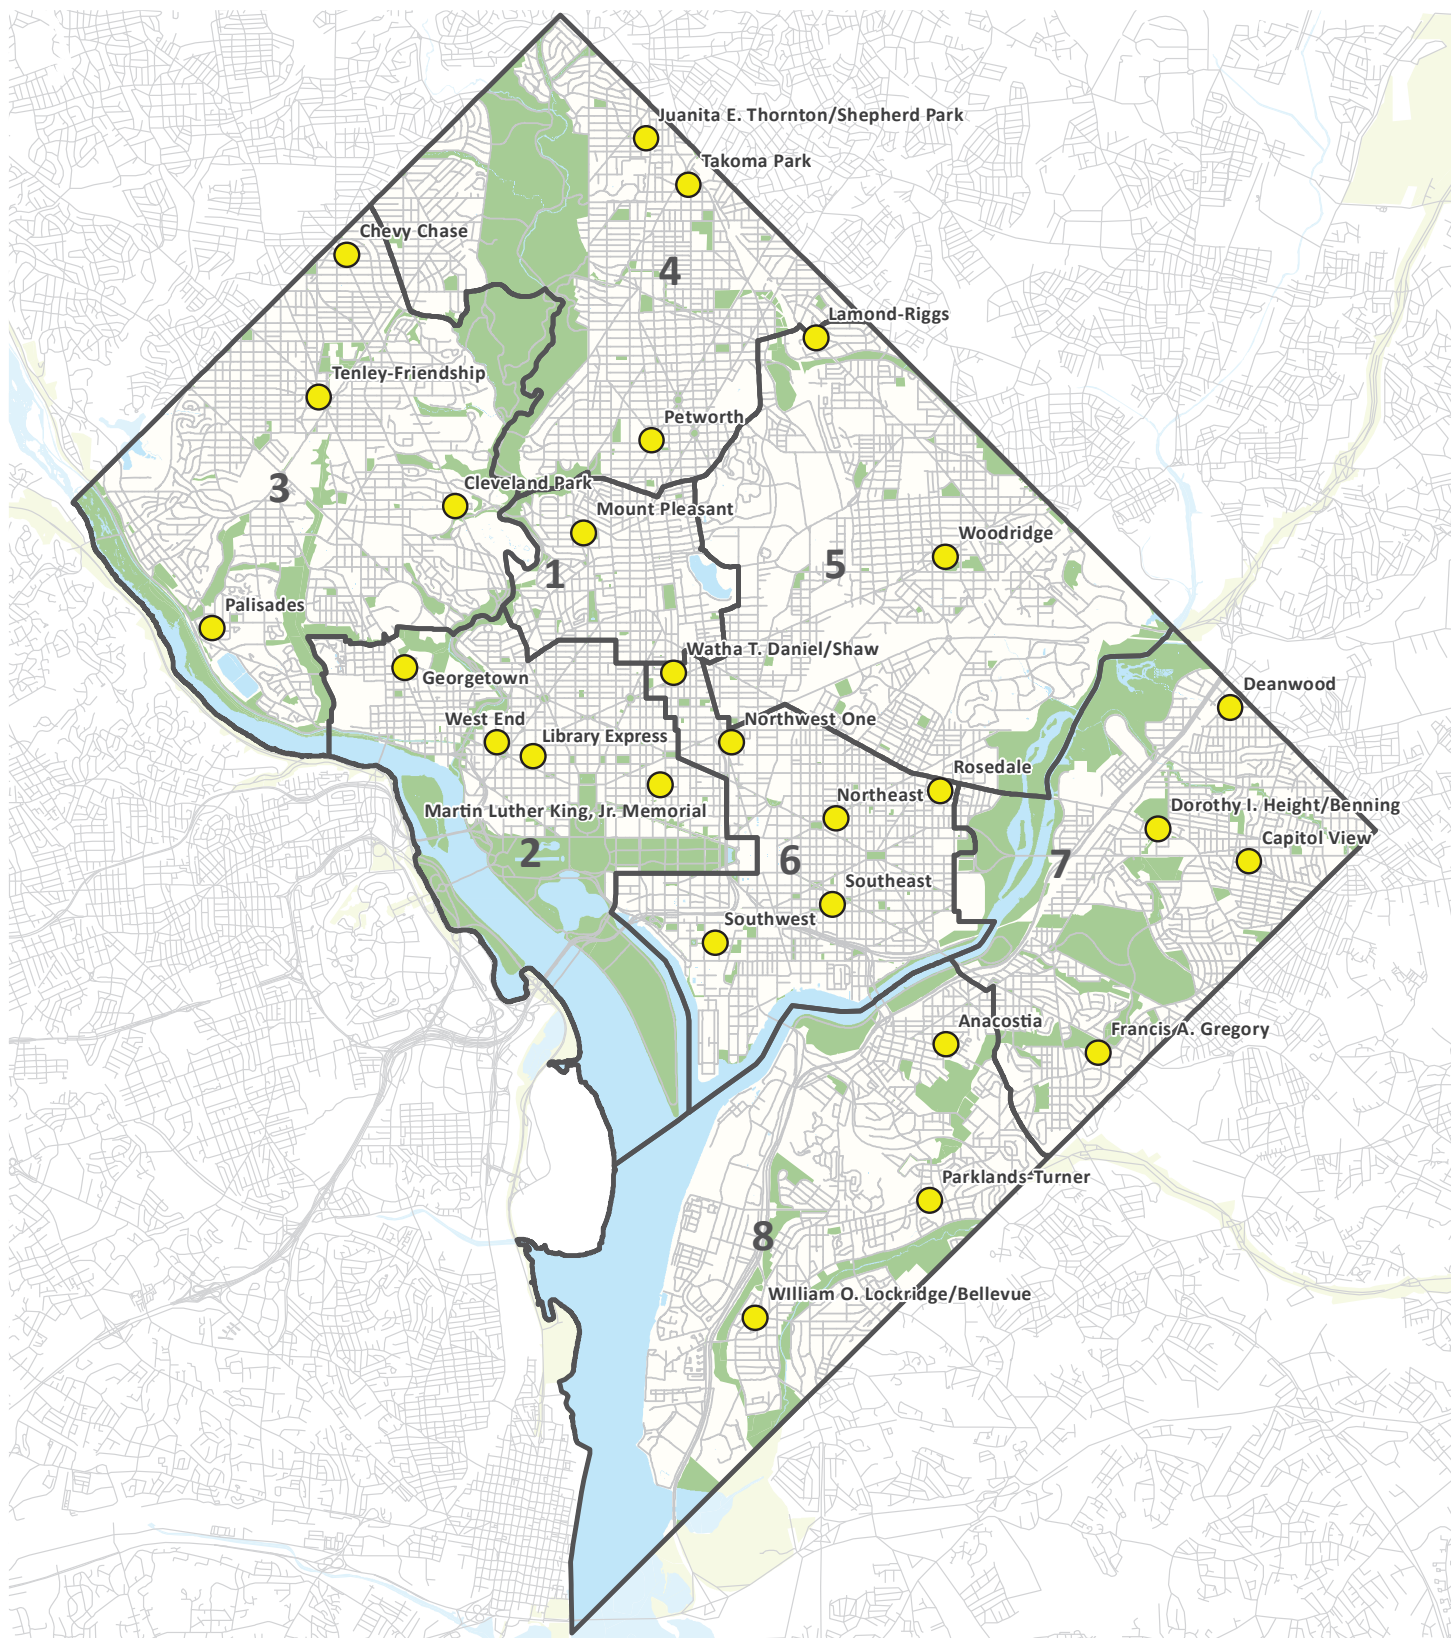 Juanita E. Thornton/Shepherd Park
Takoma Park
Chevy Chase
4
Lamond-Riggs
Tenley-Friendship
Petworth
3
Cleveland Park
Mount Pleasant
Woodridge
5
1
Palisades
Watha T. Daniel/Shaw
Georgetown
Deanwood
West End
Northwest One
Library Express
Rosedale
Northeast
Dorothy I. Height/Benning
Martin Luther King, Jr. Memorial
Capitol View
2
6
7
Southeast
Southwest
Anacostia
Francis A. Gregory
Parklands-Turner
8
WIlliam O. Lockridge/Bellevue